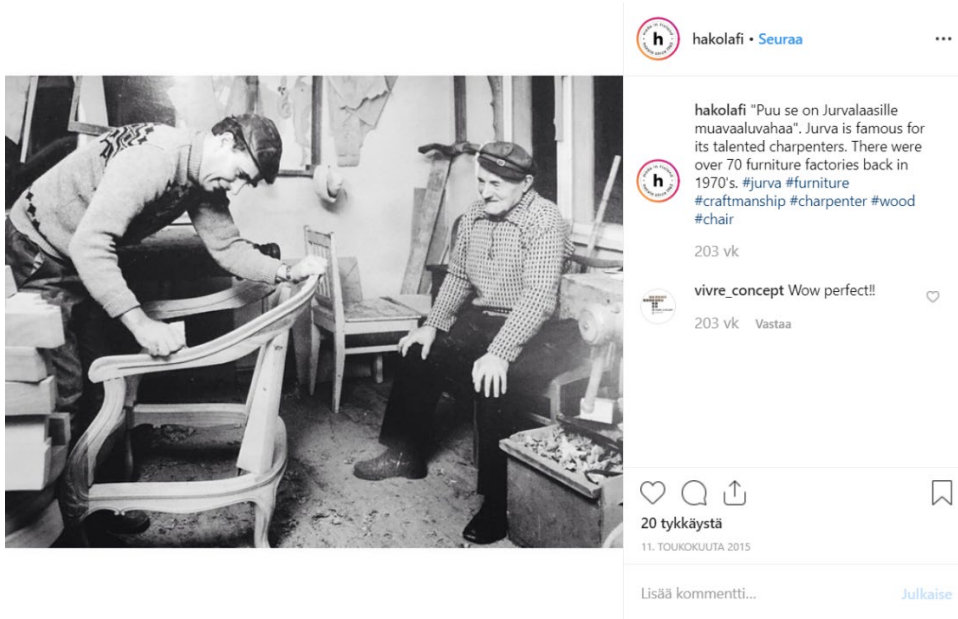 hakolafi • Seuraa
hakolafi "Puu se on Jurvalaasille
muavaaluvahaa". Jurva is famous for
its talented charpenters. There were
over 70 furniture factories back in
1970's. #jurva #furniture
#craftmanship #charpenter #wood
#chair
203 vk
vivre_concept Wow perfect!!
203 vk Vastaa
20 tykkäystä
11. TOUKOKUUTA 2015
Lisää kommentti... Julkaise